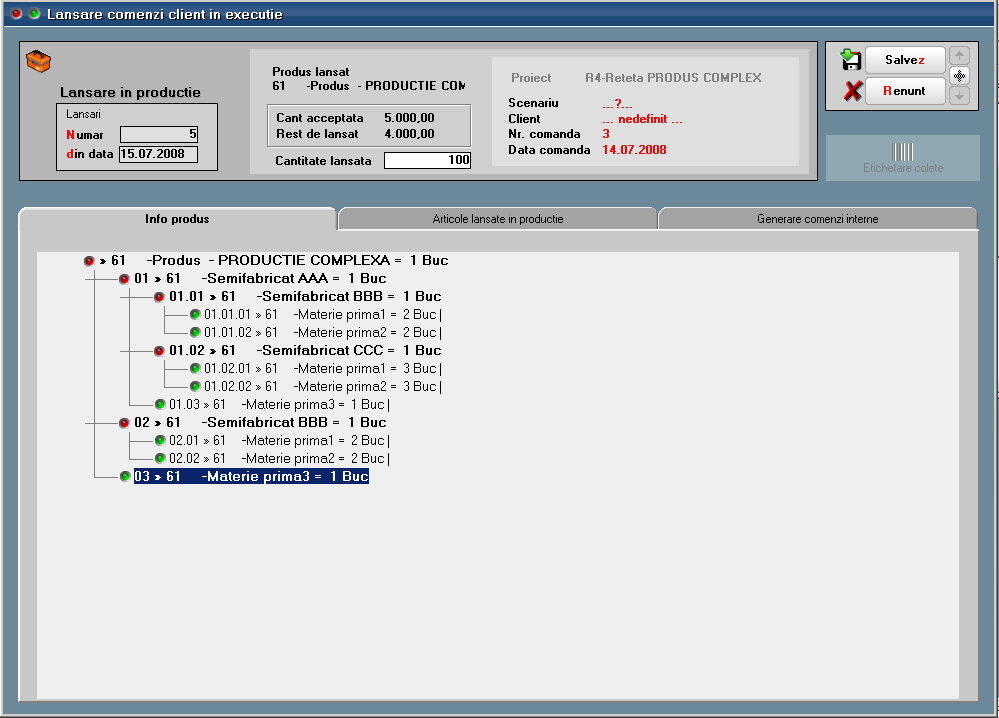 Lansare comenzi client in executie
Lansare in productie
Lansari
Numar 5
din data 15.07.2008
Produs lansat
61 -Produs - PRODUCTIE COM
Cant acceptata 5.000,00
Rest de lansat 4.000,00
Cantitate lansata 100
Proiect R4-Reteta PRODUS COMPLEX
Scenariu ...?...
Client ... nedefinit ...
Nr. comanda 3
Data comanda 14.07.2008
Salvez
Renunt
Etichetare colete
Info produs
Articole lansate in productie
Generare comenzi interne
» 61 -Produs - PRODUCTIE COMPLEXA = 1 Buc
01 » 61 -Semifabricat AAA = 1 Buc
01.01 » 61 -Semifabricat BBB = 1 Buc
01.01.01 » 61 -Materie prima1 = 2 Buc |
01.01.02 » 61 -Materie prima2 = 2 Buc |
01.02 » 61 -Semifabricat CCC = 1 Buc
01.02.01 » 61 -Materie prima1 = 3 Buc |
01.02.02 » 61 -Materie prima2 = 3 Buc |
01.03 » 61 -Materie prima3 = 1 Buc |
02 » 61 -Semifabricat BBB = 1 Buc
02.01 » 61 -Materie prima1 = 2 Buc |
02.02 » 61 -Materie prima2 = 2 Buc |
03 » 61 -Materie prima3 = 1 Buc